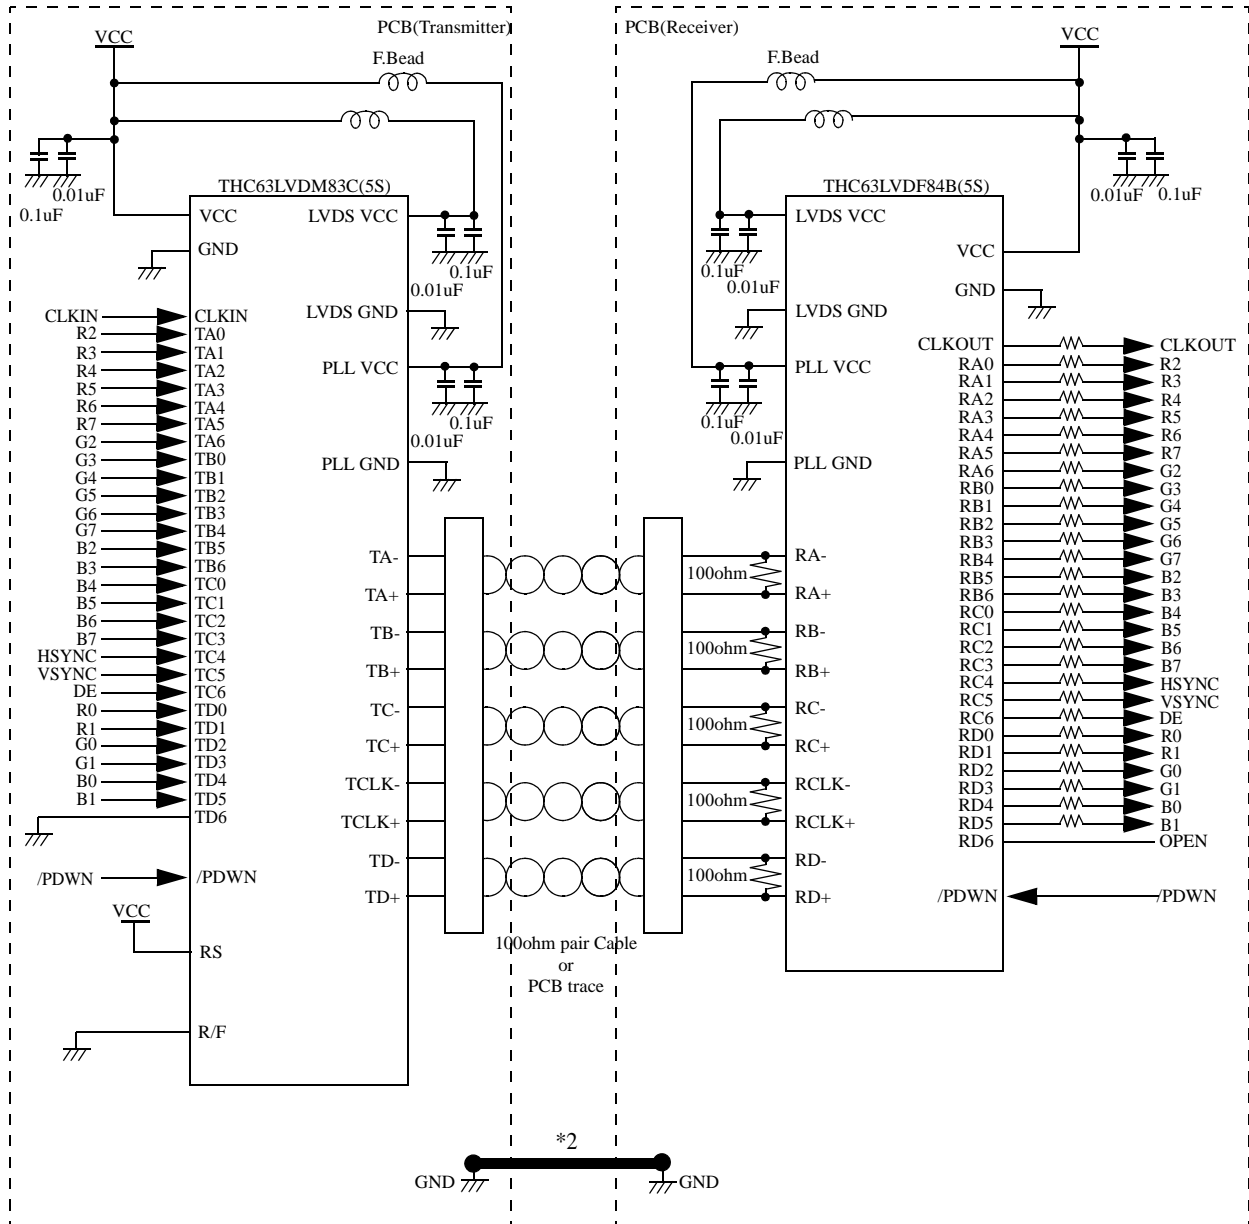 PCB(Transmitter)
VCC
F.Bead
0.01uF
0.1uF
THC63LVDM83C(5S)
VCC
LVDS VCC
GND
0.1uF
0.01uF
LVDS GND
PLL VCC
0.1uF
0.01uF
PLL GND
CLKIN CLKIN
R2 TA0
R3 TA1
R4 TA2
R5 TA3
R6 TA4
R7 TA5
G2 TA6
G3 TB0
G4 TB1
G5 TB2
G6 TB3
G7 TB4
B2 TB5
B3 TB6
B4 TC0
B5 TC1
B6 TC2
B7 TC3
HSYNC TC4
VSYNC TC5
DE TC6
R0 TD0
R1 TD1
G0 TD2
G1 TD3
B0 TD4
B1 TD5
TD6
/PDWN /PDWN
VCC
RS
R/F
TA-
TA+
TB-
TB+
TC-
TC+
TCLK-
TCLK+
TD-
TD+
100ohm pair Cable
or
PCB trace
PCB(Receiver)
VCC
F.Bead
0.01uF
0.1uF
THC63LVDF84B(5S)
LVDS VCC
VCC
0.1uF
0.01uF
GND
LVDS GND
PLL VCC
0.1uF
0.01uF
PLL GND
100ohm
RA-
RA+
100ohm
RB-
RB+
100ohm
RC-
RC+
100ohm
RCLK-
RCLK+
100ohm
RD-
RD+
CLKOUT CLKOUT
RA0 R2
RA1 R3
RA2 R4
RA3 R5
RA4 R6
RA5 R7
RA6 G2
RB0 G3
RB1 G4
RB2 G5
RB3 G6
RB4 G7
RB5 B2
RB6 B3
RC0 B4
RC1 B5
RC2 B6
RC3 B7
RC4 HSYNC
RC5 VSYNC
RC6 DE
RD0 R0
RD1 R1
RD2 G0
RD3 G1
RD4 B0
RD5 B1
RD6 OPEN
/PDWN /PDWN
*2
GND GND